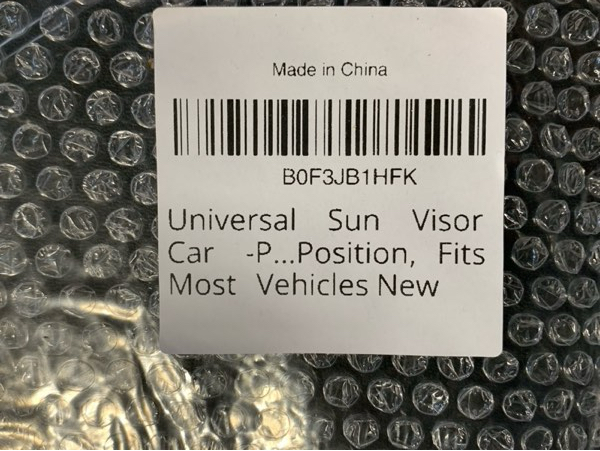 Made in China
B0F3JB1HFK
Universal Sun Visor
Car -P...Position, Fits
Most Vehicles New